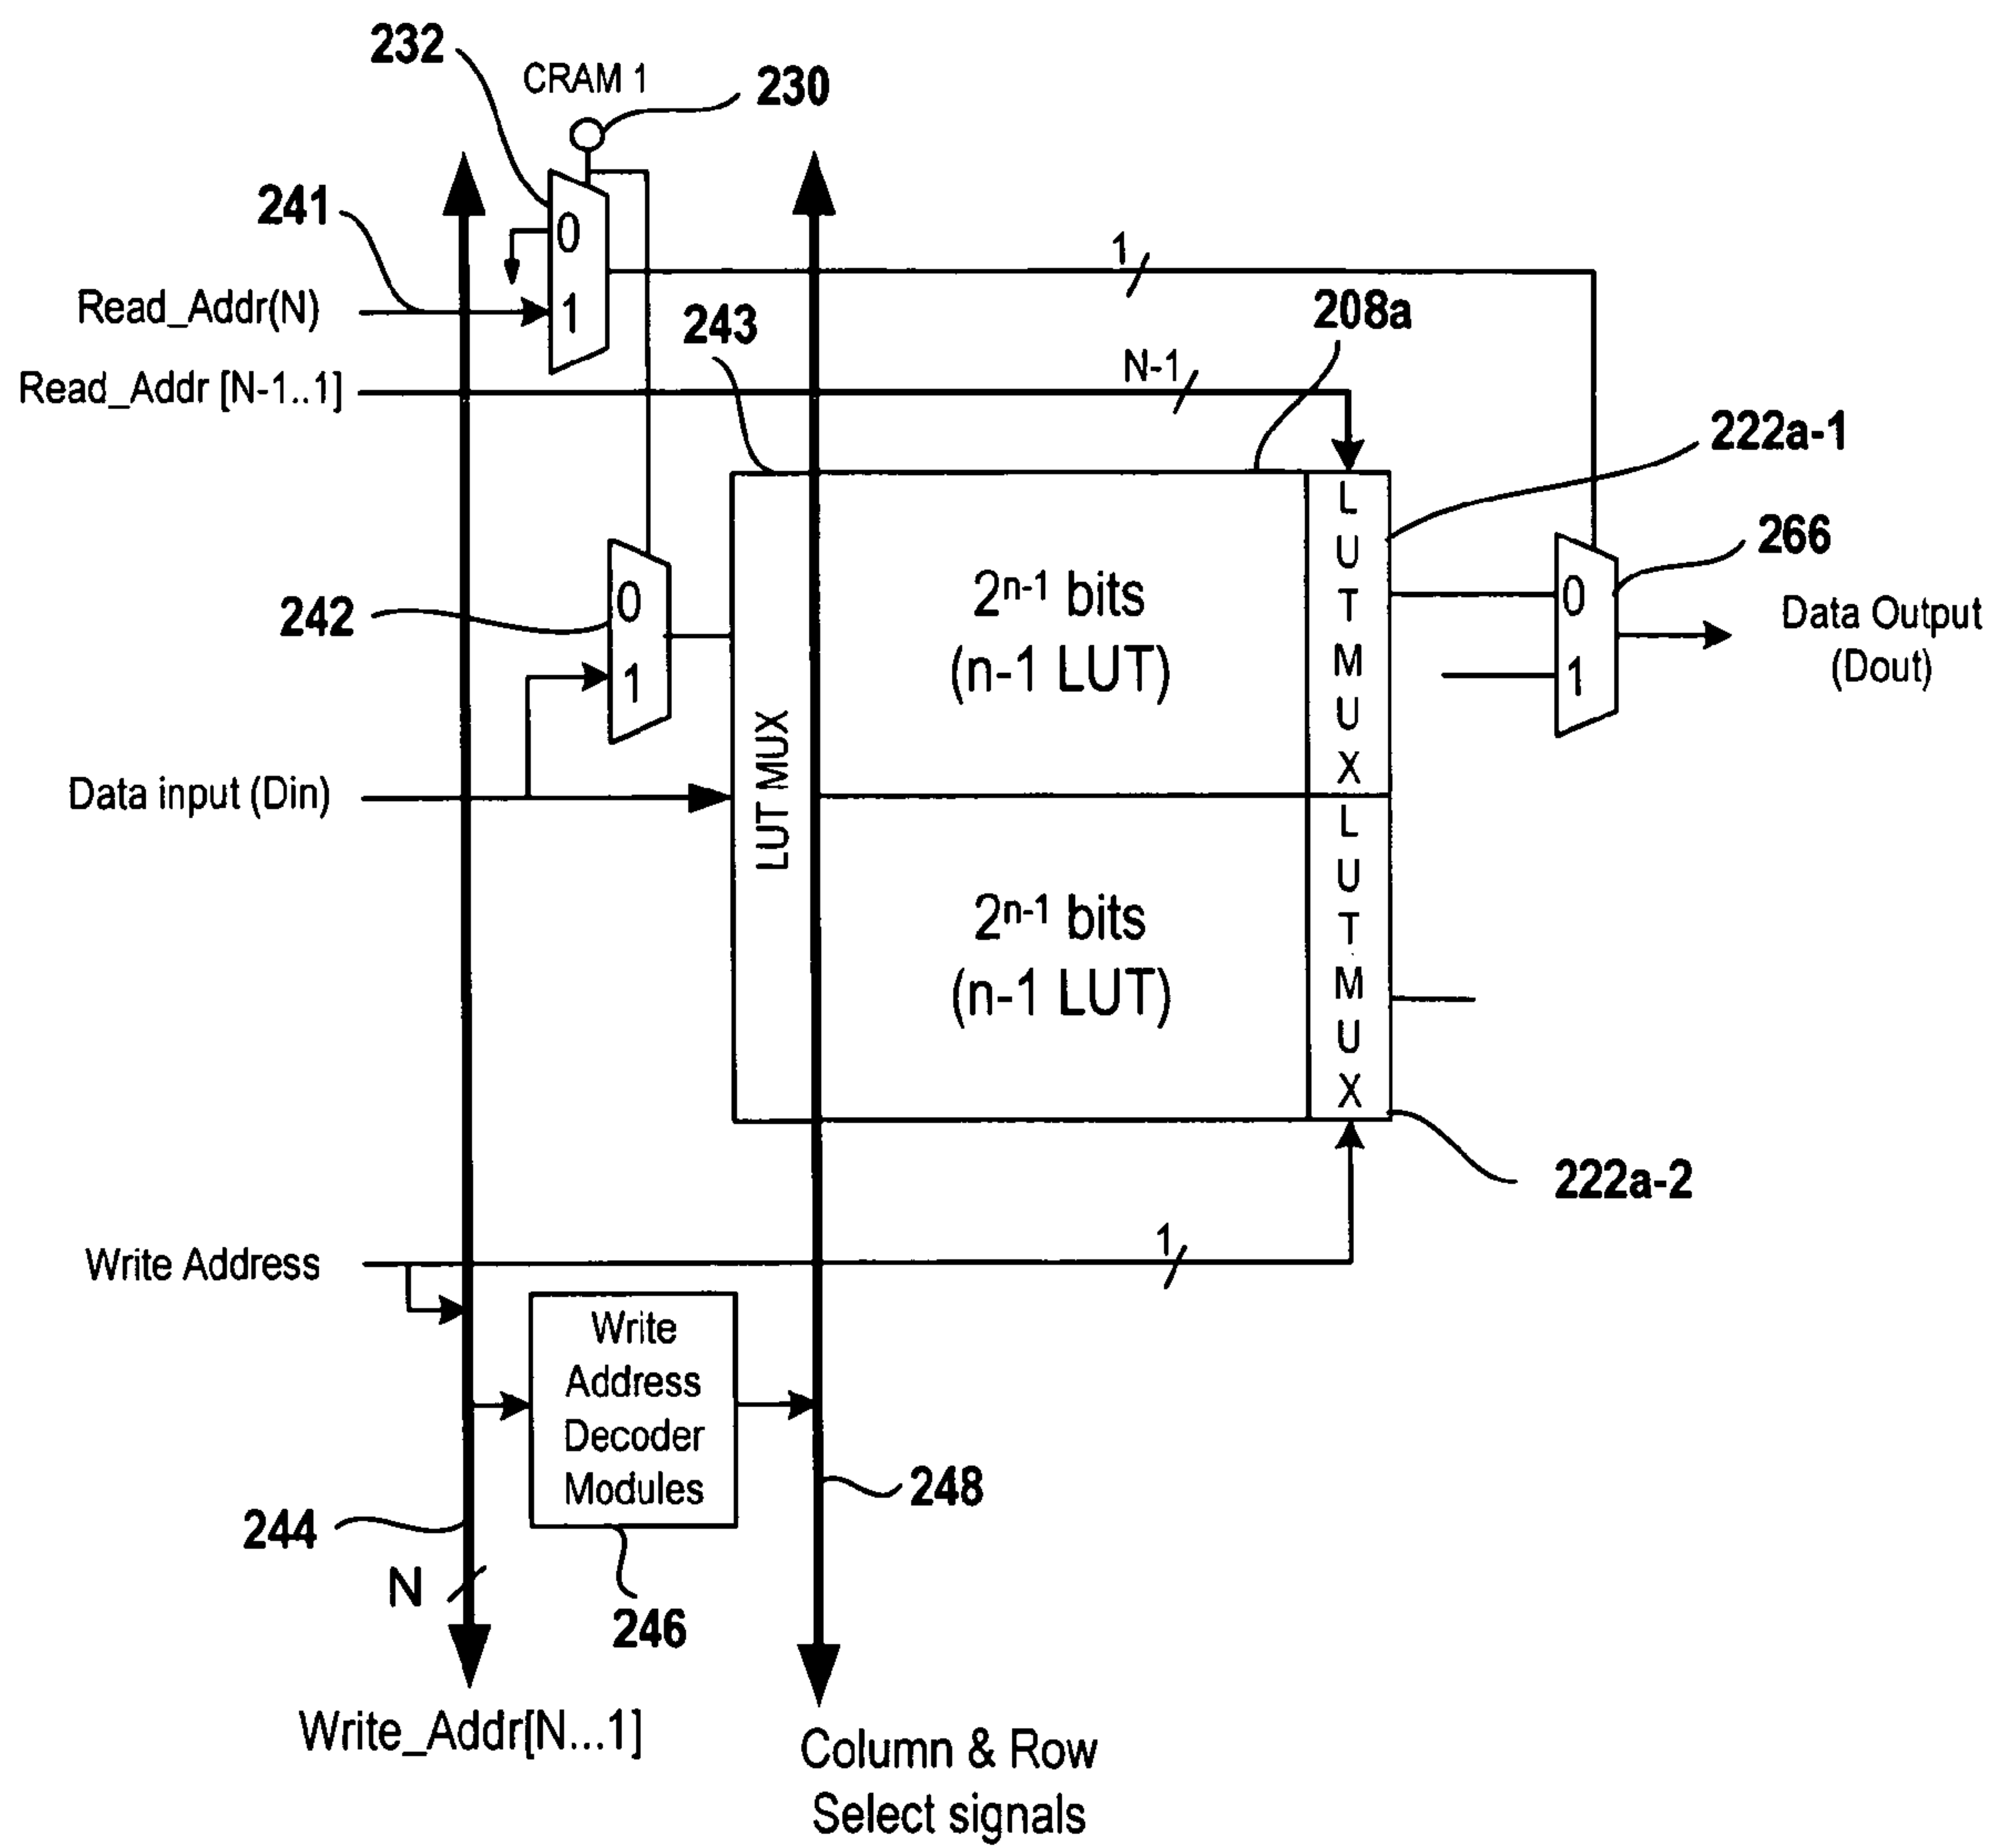 232
CRAM 1
230
241
0
1
Read_Addr(N)
243
1
208a
Read_Addr [N-1..1]
N-1
222a-1
L
U
T
M
U
X
266
242
0
1
2n-1 bits
(n-1 LUT)
0
1
Data Output
(Dout)
Data input (Din)
LUT MUX
L
U
T
M
U
X
2n-1 bits
(n-1 LUT)
222a-2
Write Address
1
Write
Address
Decoder
Modules
244
248
N
246
Write_Addr[N...1]
Column & Row
Select signals